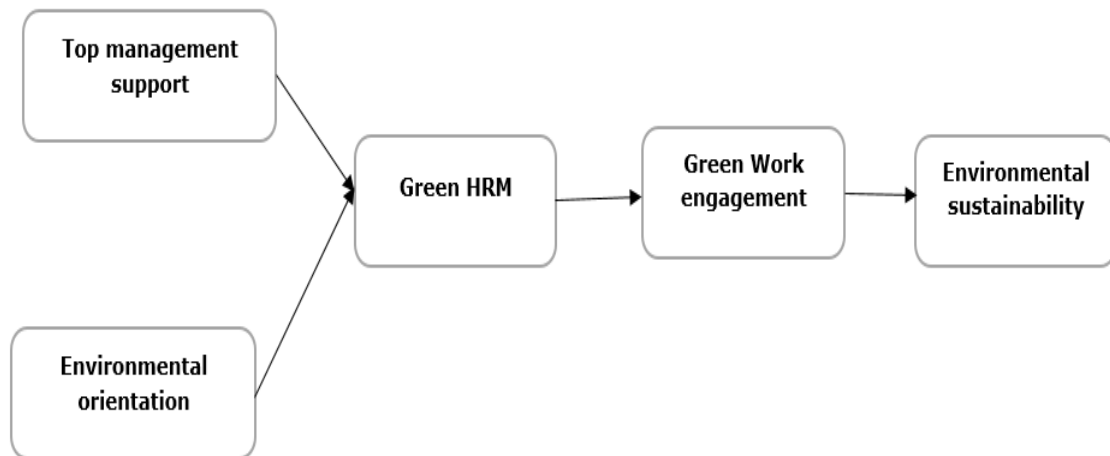 Top management
support
Green HRM
Green Work
engagement
Environmental
sustainability
Environmental
orientation